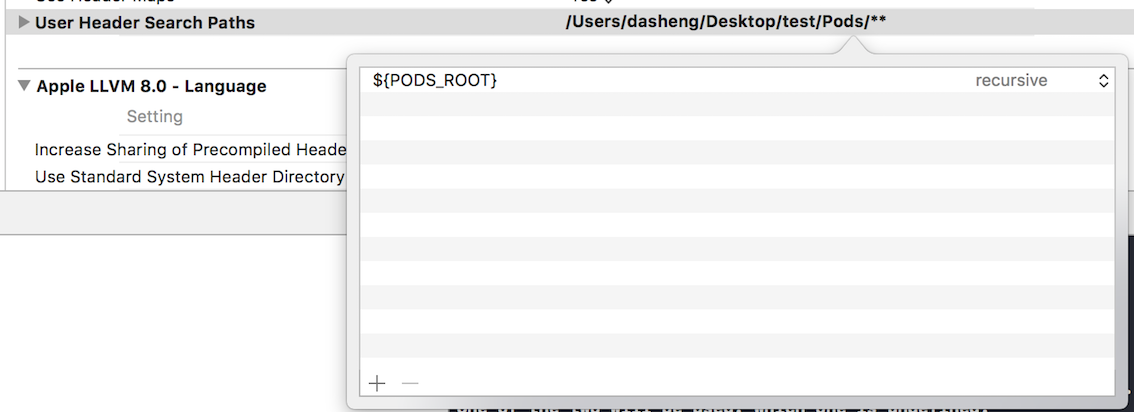 User Header Search Paths
/Users/dasheng/Desktop/test/Pods/**
${PODS_ROOT}
recursive
Apple LLVM 8.0 - Language
Setting
Increase Sharing of Precompiled Heade
Use Standard System Header Directory